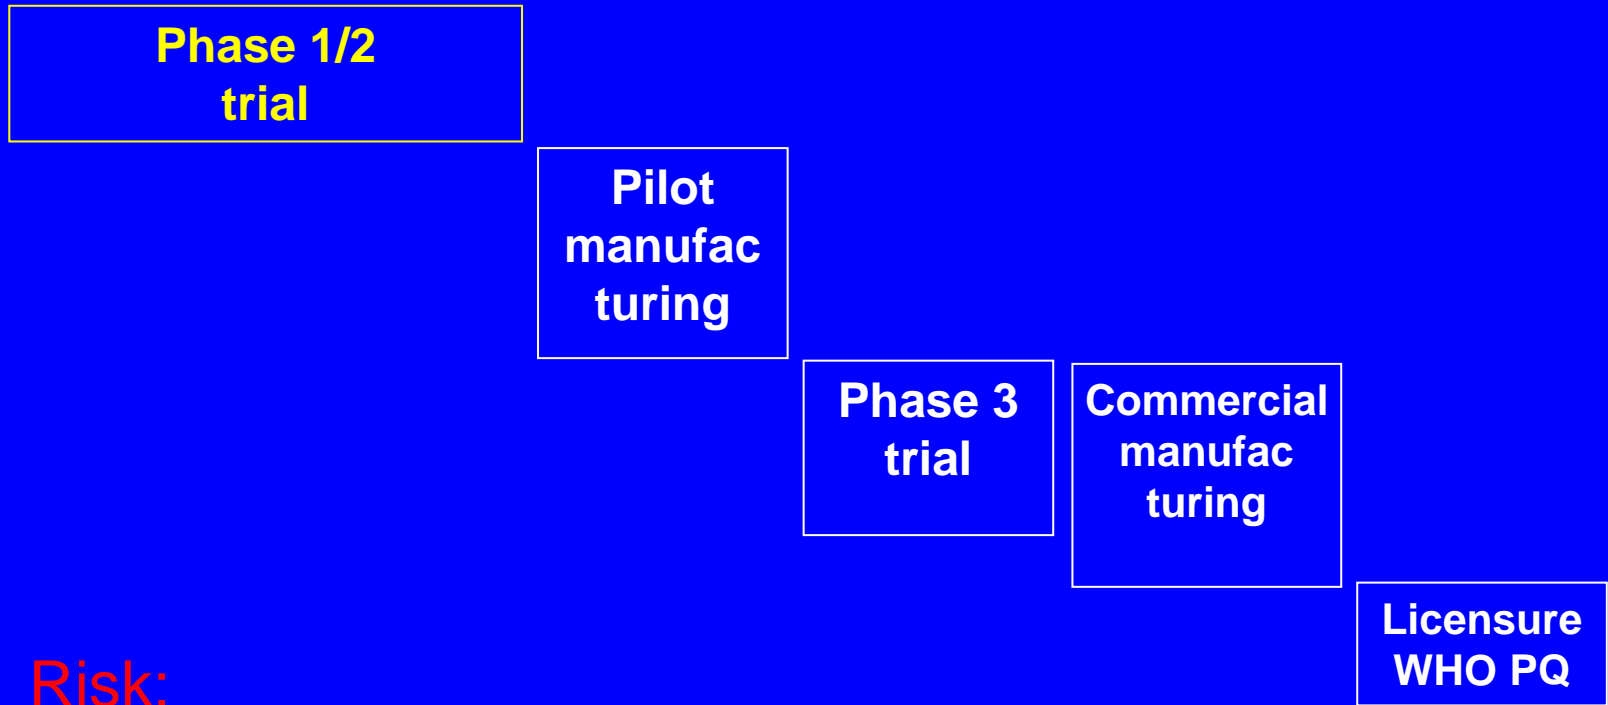 Phase 1/2
trial
Pilot
manufac
turing
Phase 3
trial
Commercial
manufac
turing
Licensure
WHO PQ
Risk: